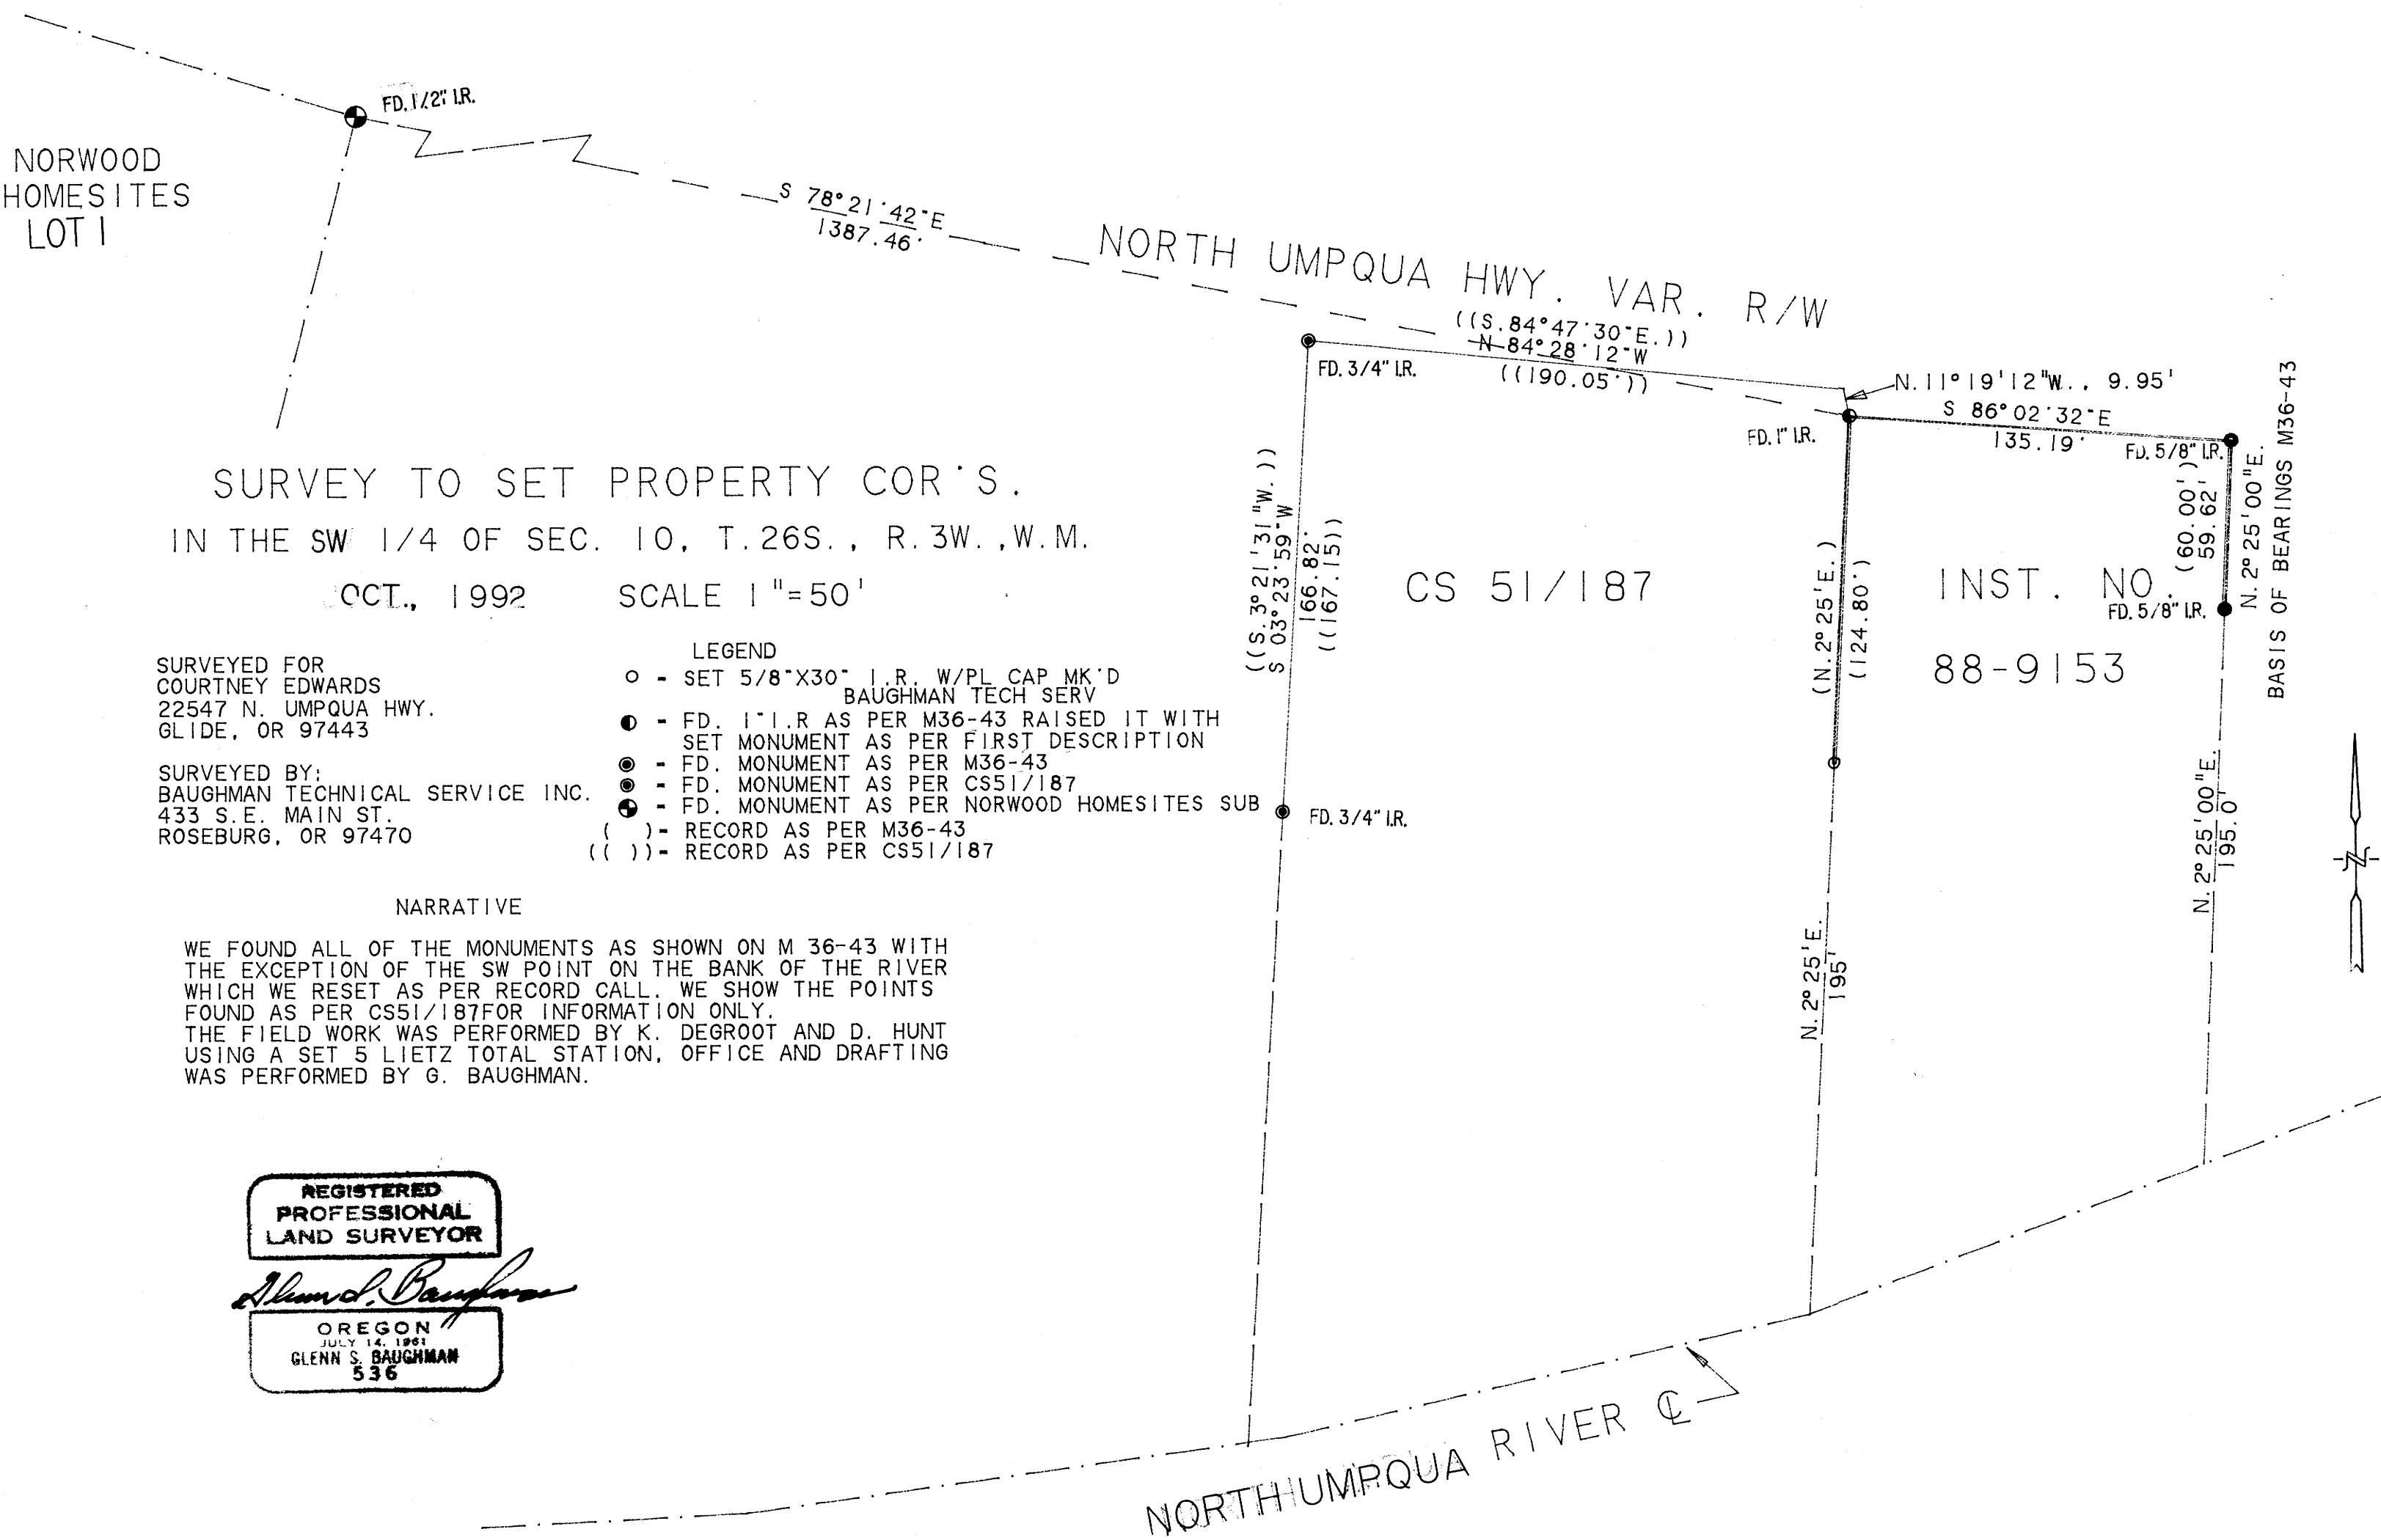 FD. 1/2" I.R.
NORWOOD
HOMESITES
LOT 1
S 78°21'42"E
1387.46'
NORTH UMPQUA HWY. VAR. R/W
((S.84°47'30"E.))
N 84°28'12"W
((190.05'))
FD. 3/4" I.R.
N.11°19'12"W., 9.95'
S 86°02'32"E
135.19'
FD. 1" I.R.
FD. 5/8" I.R.
(60.00')
59.62'
N.2°25'00"E.
BASIS OF BEARINGS M36-43
FD. 5/8" I.R.
SURVEY TO SET PROPERTY COR'S.
IN THE SW 1/4 OF SEC. 10, T.26S., R.3W.,W.M.
OCT., 1992 SCALE 1"=50'
((S.3°21'31"W.))
S 03°23'59"W
166.82'
((167.15))
CS 51/187
(N.2°25'E.)
(124.80')
INST. NO.
88-9153
SURVEYED FOR
COURTNEY EDWARDS
22547 N. UMPQUA HWY.
GLIDE, OR 97443
SURVEYED BY:
BAUGHMAN TECHNICAL SERVICE INC.
433 S.E. MAIN ST.
ROSEBURG, OR 97470
LEGEND
- SET 5/8"X30" I.R. W/PL CAP MK'D
BAUGHMAN TECH SERV
- FD. 1"I.R AS PER M36-43 RAISED IT WITH
SET MONUMENT AS PER FIRST DESCRIPTION
- FD. MONUMENT AS PER M36-43
- FD. MONUMENT AS PER CS51/187
- FD. MONUMENT AS PER NORWOOD HOMESITES SUB
( )- RECORD AS PER M36-43
(( ))- RECORD AS PER CS51/187
FD. 3/4" I.R.
N.2°25'E.
195'
N.2°25'00"E.
195.0'
N
NARRATIVE
WE FOUND ALL OF THE MONUMENTS AS SHOWN ON M 36-43 WITH
THE EXCEPTION OF THE SW POINT ON THE BANK OF THE RIVER
WHICH WE RESET AS PER RECORD CALL. WE SHOW THE POINTS
FOUND AS PER CS51/187FOR INFORMATION ONLY.
THE FIELD WORK WAS PERFORMED BY K. DEGROOT AND D. HUNT
USING A SET 5 LIETZ TOTAL STATION, OFFICE AND DRAFTING
WAS PERFORMED BY G. BAUGHMAN.
REGISTERED
PROFESSIONAL
LAND SURVEYOR
Glenn S. Baughman
OREGON
JULY 14, 1961
GLENN S. BAUGHMAN
536
NORTH UMPQUA RIVER ℄